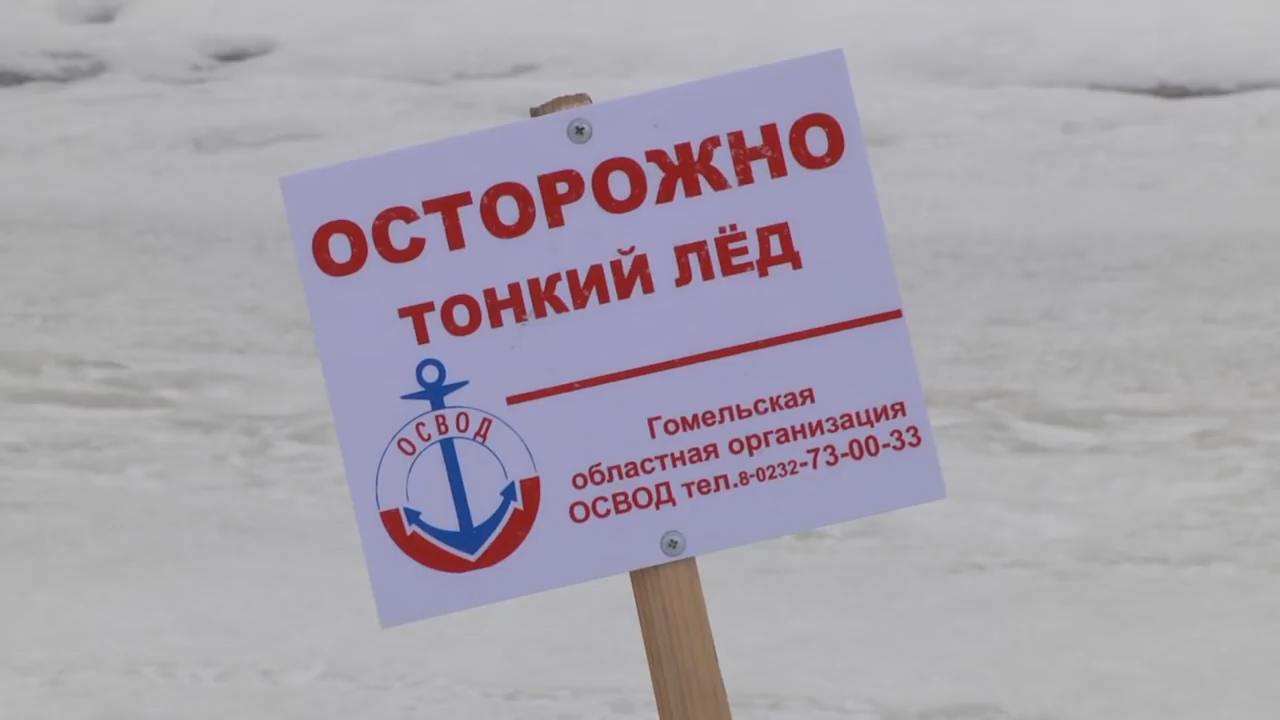 ОСТОРОЖНО
ТОНКИЙ ЛЁД
ОСВОД
Гомельская
областная организация
ОСВОД тел.8-0232-73-00-33